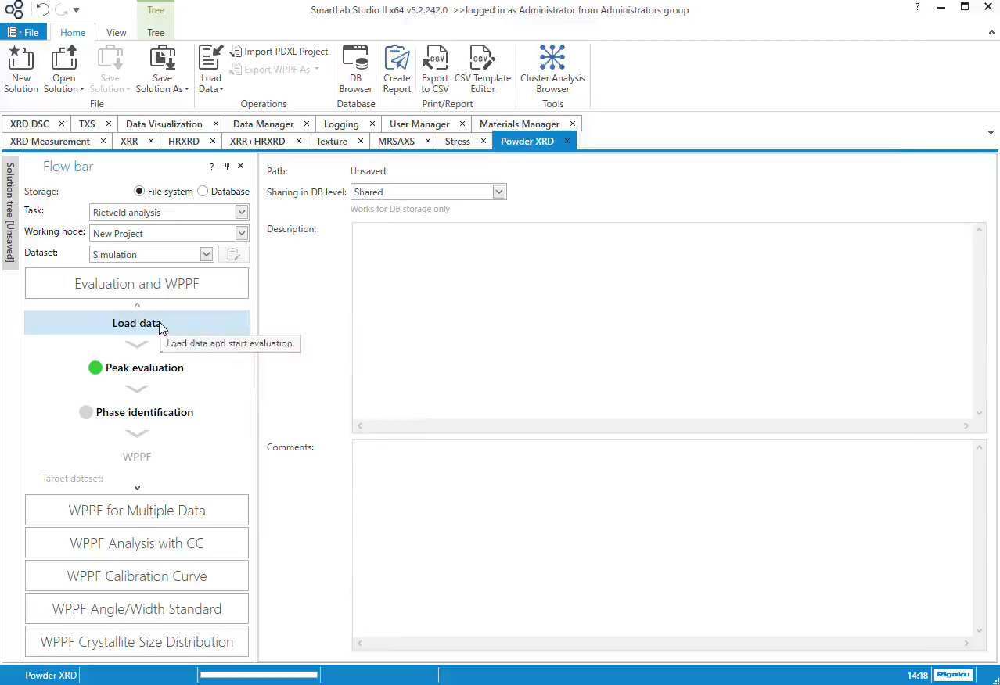 SmartLab Studio II x64 v5.2.242.0 >>logged in as Administrator from Administrators group
?
Tree
File Home View Tree
New Solution
Open Solution
Save Solution
Save Solution As
File
Load Data
Import PDXL Project
Export WPPF As
Operations
DB Browser
Database
Create Report
CSV
Export to CSV
CSV
CSV Template Editor
Print/Report
Cluster Analysis Browser
Tools
XRD DSC TXS Data Visualization Data Manager Logging User Manager Materials Manager
XRD Measurement XRR HRXRD XRR+HRXRD Texture MRSAXS Stress Powder XRD
Solution tree [Unsaved]
Flow bar ?
Storage: File system Database
Task: Rietveld analysis
Working node: New Project
Dataset: Simulation
Evaluation and WPPF
Load data
Load data and start evaluation.
Peak evaluation
Phase identification
WPPF
Target dataset:
WPPF for Multiple Data
WPPF Analysis with CC
WPPF Calibration Curve
WPPF Angle/Width Standard
WPPF Crystallite Size Distribution
Path: Unsaved
Sharing in DB level: Shared
Works for DB storage only
Description:
Comments:
Powder XRD
14:18 Rigaku